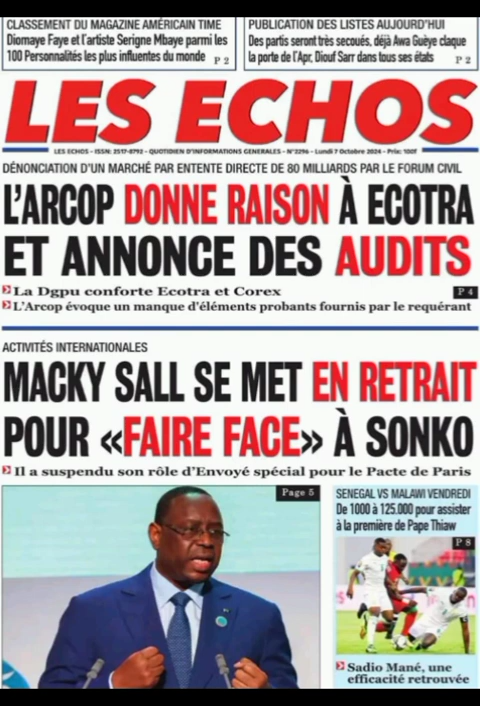 CLASSEMENT DU MAGAZINE AMÉRICAIN TIME
Diomaye Faye et l'artiste Serigne Mbaye parmi les
100 Personnalités les plus influentes du monde P 2
PUBLICATION DES LISTES AUJOURD'HUI
Des partis seront très secoués, déjà Awa Guèye claque
la porte de l'Apr, Diouf Sarr dans tous ses états P 2
LES ECHOS
LES ECHOS - ISSN: 2517-8792 - QUOTIDIEN D'INFORMATIONS GENERALES - N°2296 - Lundi 7 Octobre 2024 - Prix: 100F
DÉNONCIATION D'UN MARCHÉ PAR ENTENTE DIRECTE DE 80 MILLIARDS PAR LE FORUM CIVIL
L'ARCOP DONNE RAISON À ECOTRA
ET ANNONCE DES AUDITS
La Dgpu conforte Ecotra et Corex P 4
L'Arcop évoque un manque d'éléments probants fournis par le requérant
ACTIVITÉS INTERNATIONALES
MACKY SALL SE MET EN RETRAIT
POUR «FAIRE FACE» À SONKO
Il a suspendu son rôle d'Envoyé spécial pour le Pacte de Paris
Page 5
SENEGAL VS MALAWI VENDREDI
De 1000 à 125.000 pour assister
à la première de Pape Thiaw
P 8
Sadio Mané, une
efficacité retrouvée